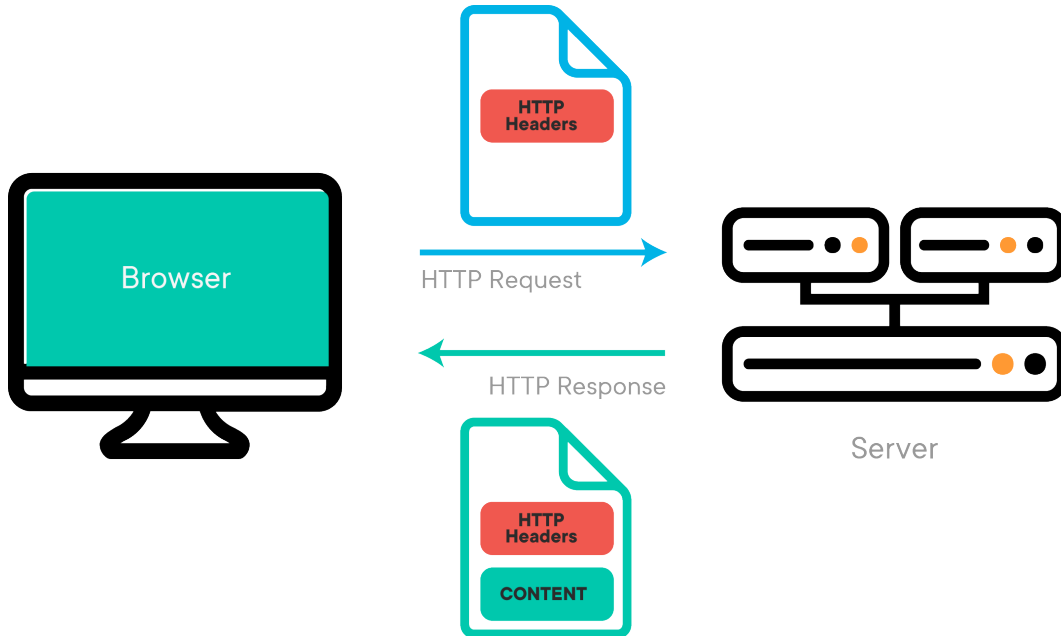 HTTP
Headers
Browser
HTTP Request
HTTP Response
Server
HTTP
Headers
CONTENT